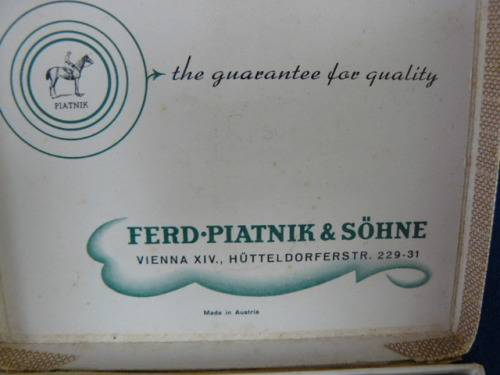 PIATNIK
the guarantee for quality
FERD·PIATNIK & SÖHNE
VIENNA XIV., HÜTTELDORFERSTR. 229-31
Made in Austria